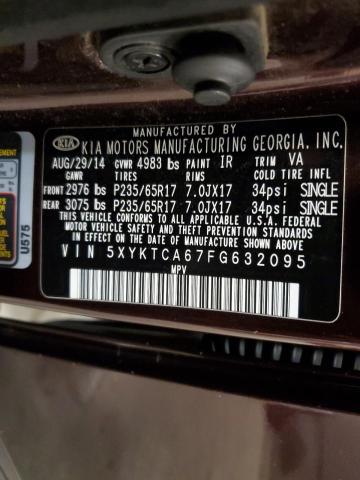 MANUFACTURED BY
KIA KIA MOTORS MANUFACTURING GEORGIA, INC.
AUG/29/14 GVWR 4983 lbs PAINT IR TRIM VA
GAWR TIRES RIMS COLD TIRE INFL
FRONT 2976 lbs P235/65R17 7.0JX17 34psi SINGLE
REAR 3075 lbs P235/65R17 7.0JX17 34psi SINGLE
THIS VEHICLE CONFORMS TO ALL APPLICABLE U.S.A. FEDERAL
MOTOR VEHICLE SAFETY AND THEFT PREVENTION STANDARDS
IN EFFECT ON THE DATE OF MANUFACTURE SHOWN ABOVE.
VIN 5XYKTCA67FG632095
MPV
U575